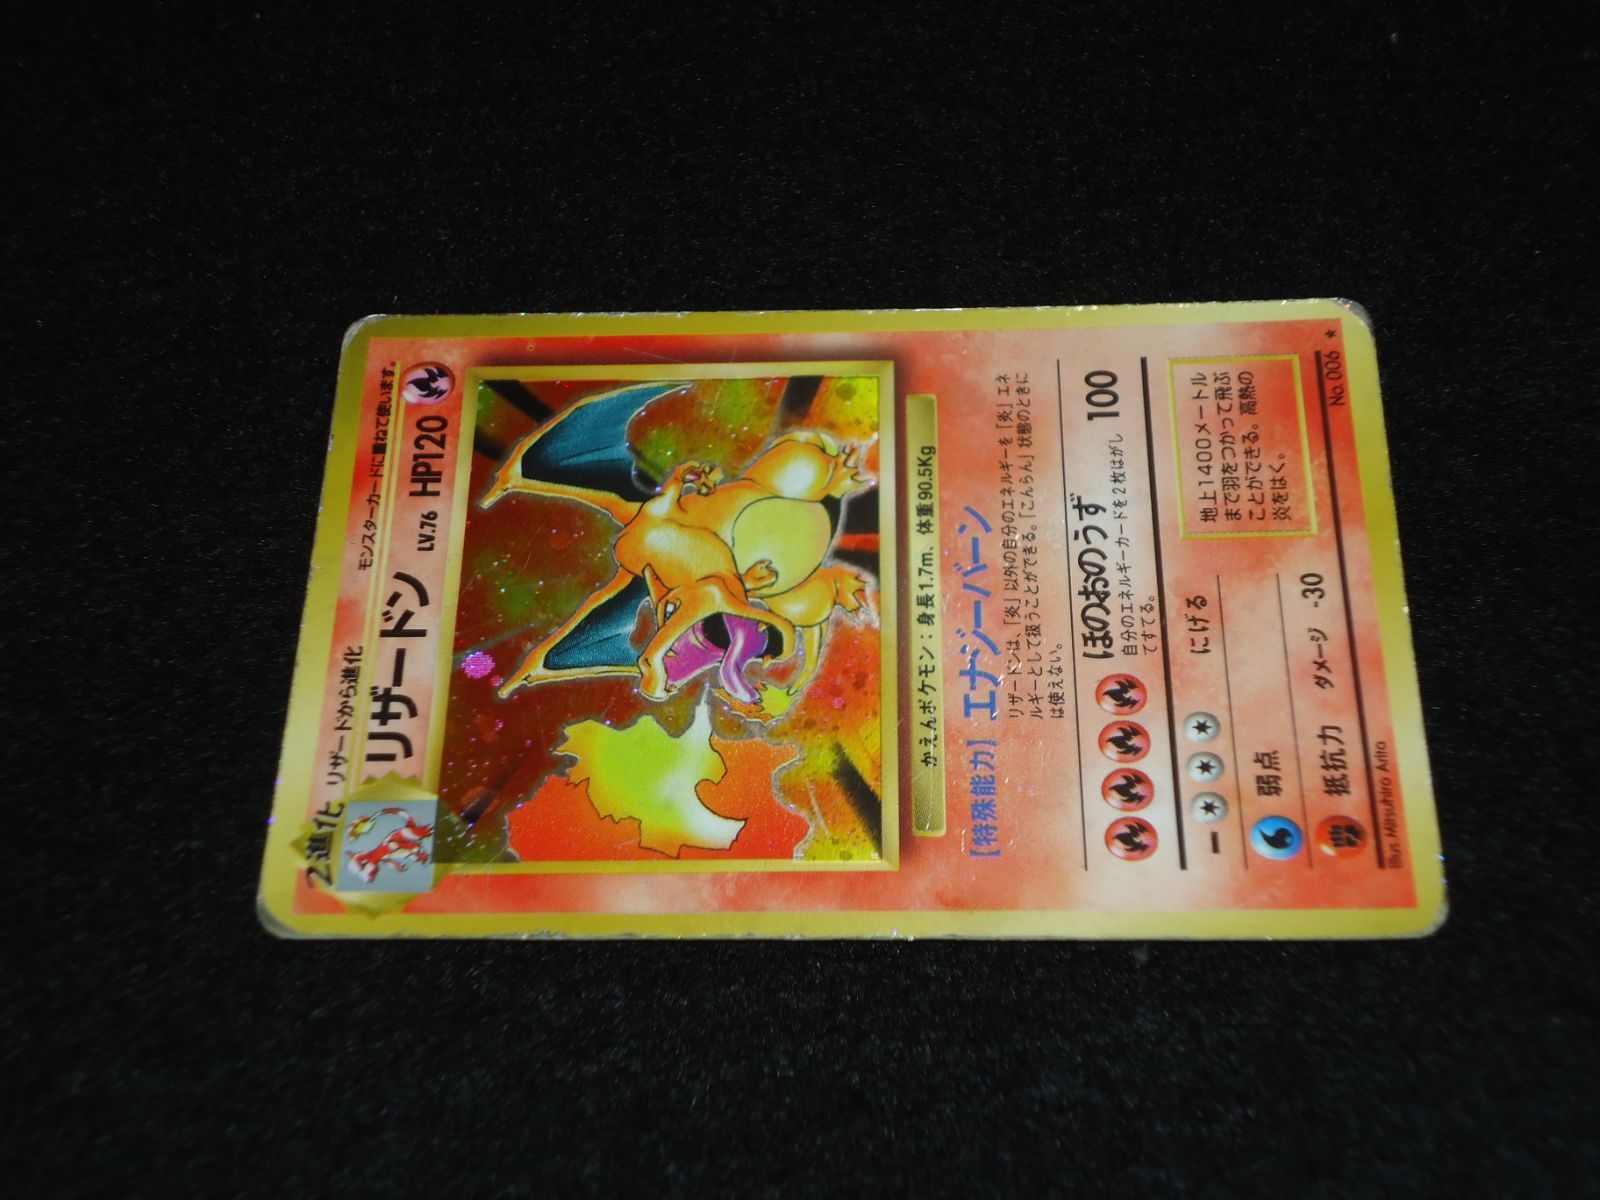 2進化 リザードから進化 モンスターカードに重ねて使います。
リザードン LV.76 HP120
かえんポケモン：身長1.7m、体重90.5Kg
【特殊能力】エナジーバーン
リザードンは、「炎」以外の自分のエネルギーを「炎」エネ
ルギーとして扱うことができる。「こんらん」状態のときに
は使えない。
ほのおのうず 100
自分のエネルギーカードを2枚はがし
てすてる。
にげる
弱点
抵抗力 ダメージ -30
地上1400メートル
まで羽をつかって飛ぶ
ことができる。高熱の
炎をはく。
Illus. Mitsuhiro Arita No. 006 ★